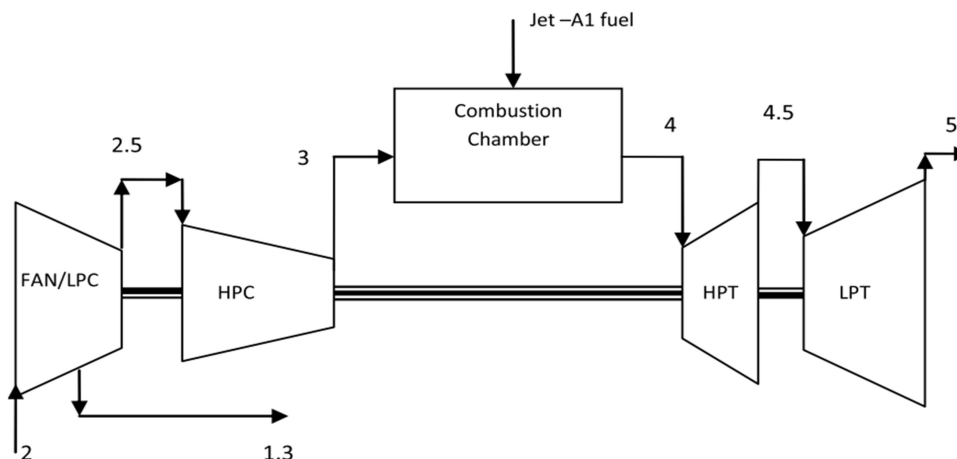 Jet –A1 fuel
Combustion
Chamber
2.5
3
4
4.5
5
FAN/LPC
HPC
HPT
LPT
2
1.3